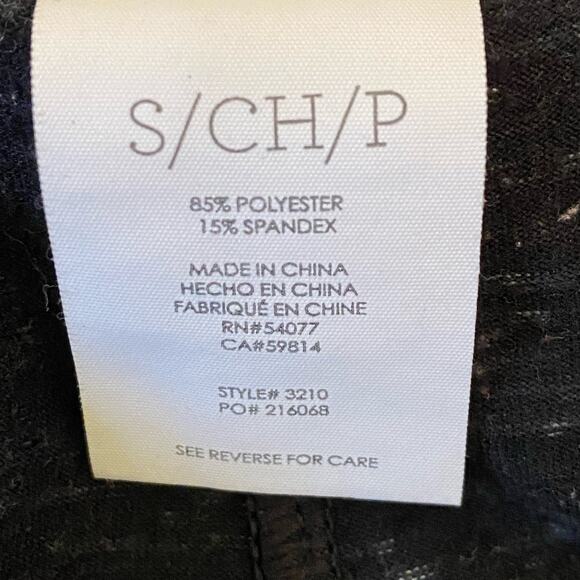 S/CH/P
85% POLYESTER
15% SPANDEX
MADE IN CHINA
HECHO EN CHINA
FABRIQUÉ EN CHINE
RN#54077
CA#59814
STYLE# 3210
PO# 216068
SEE REVERSE FOR CARE